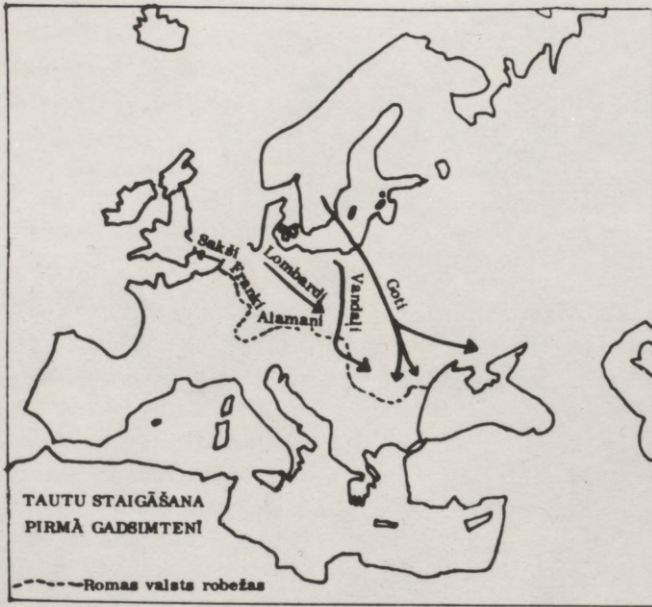 Sakši
Franki
Lombardi
Alamaņi
Vandaļi
Goti
TAUTU STAIGĀŠANA
PIRMĀ GADSIMTENĪ
Romas valsts robežas